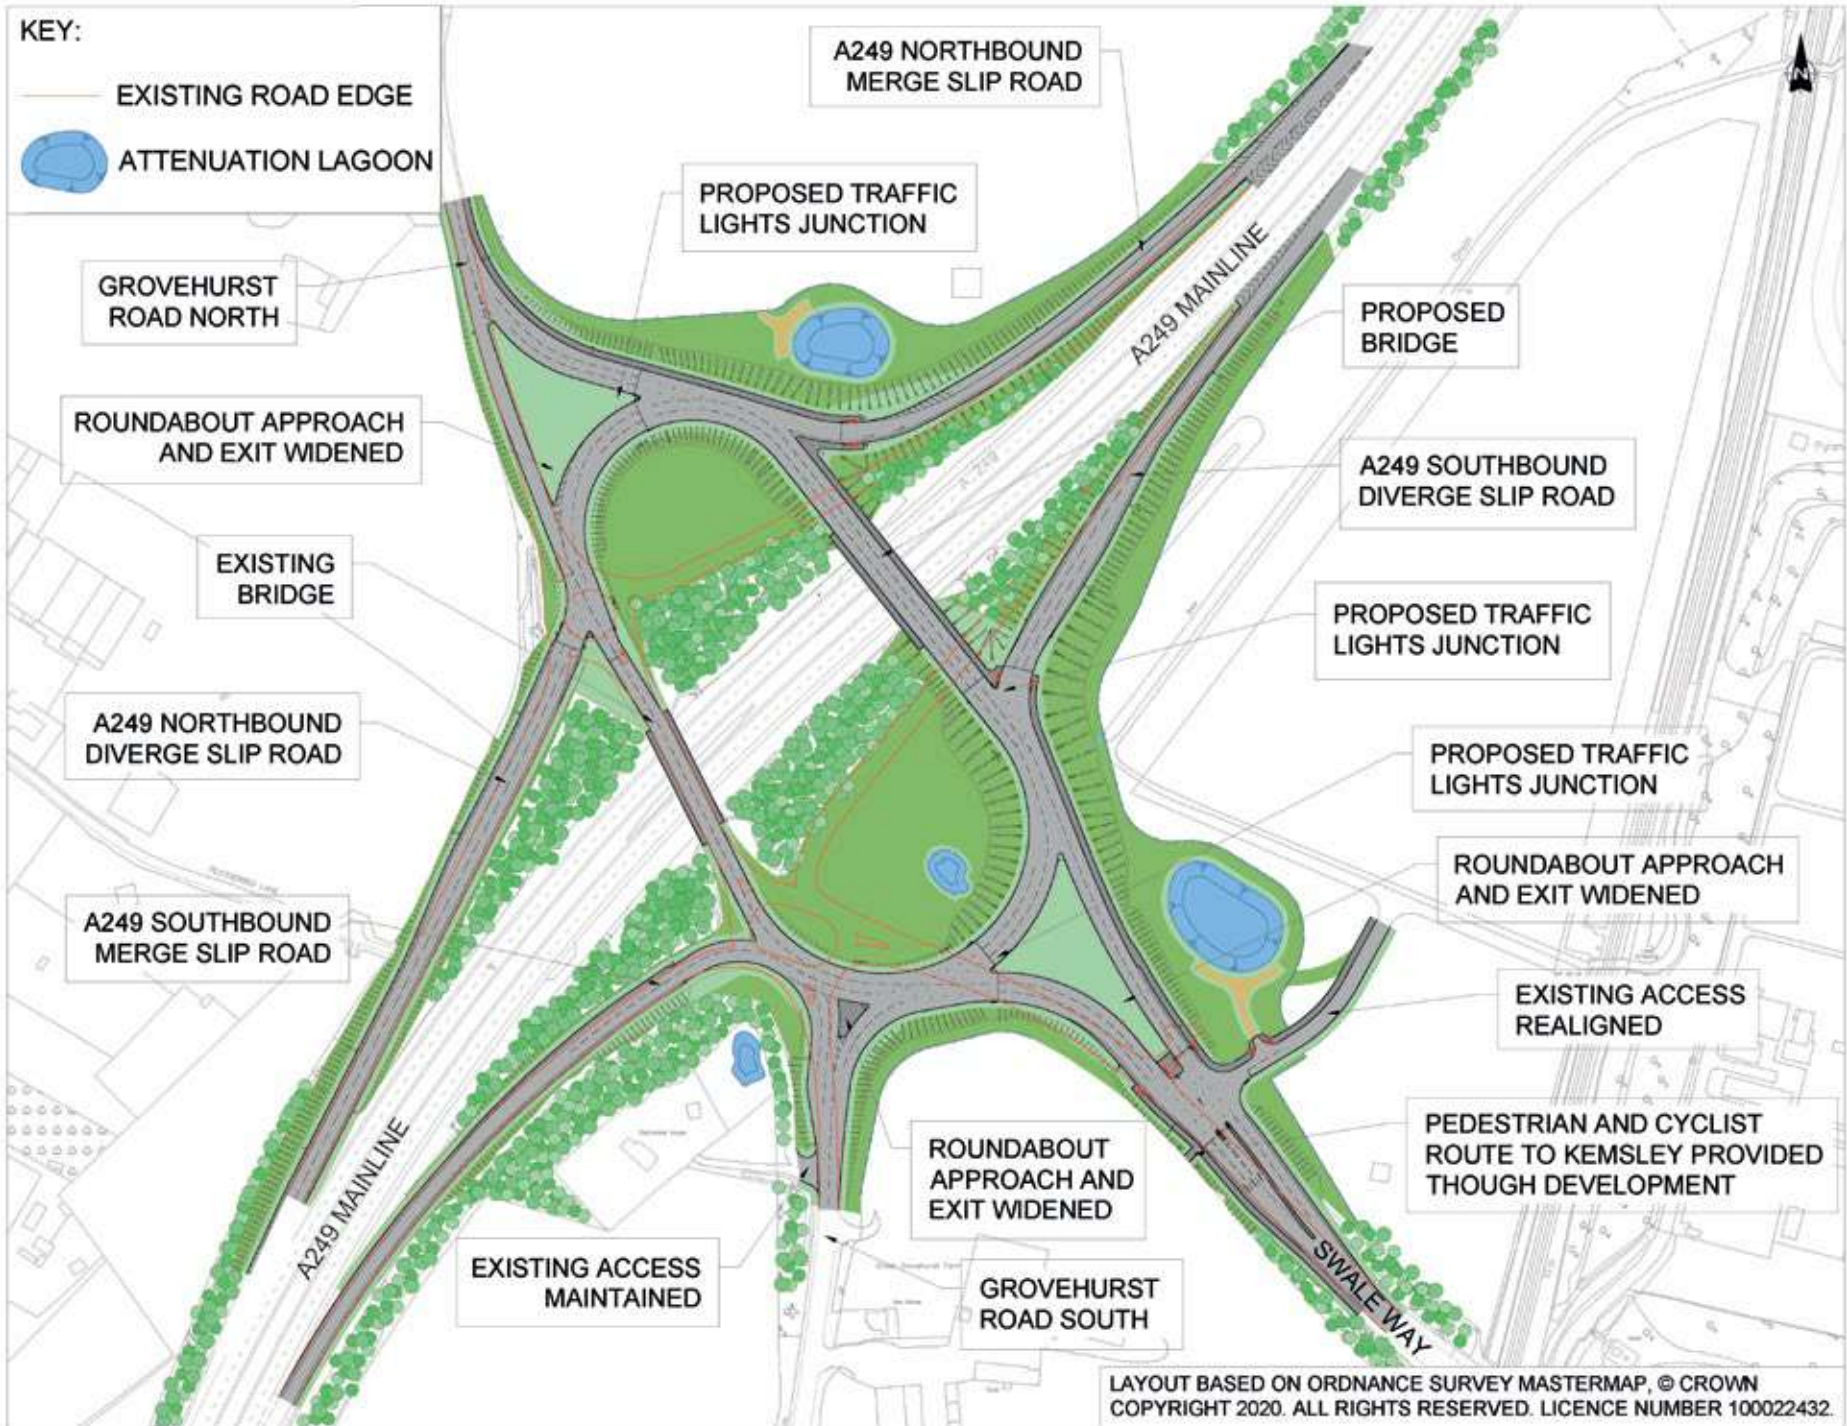 KEY:
EXISTING ROAD EDGE
ATTENUATION LAGOON
A249 NORTHBOUND
MERGE SLIP ROAD
N
PROPOSED TRAFFIC
LIGHTS JUNCTION
GROVEHURST
ROAD NORTH
A249 MAINLINE
PROPOSED
BRIDGE
ROUNDABOUT APPROACH
AND EXIT WIDENED
A249 SOUTHBOUND
DIVERGE SLIP ROAD
A249
EXISTING
BRIDGE
PROPOSED TRAFFIC
LIGHTS JUNCTION
A249 NORTHBOUND
DIVERGE SLIP ROAD
PROPOSED TRAFFIC
LIGHTS JUNCTION
ROUNDABOUT APPROACH
AND EXIT WIDENED
A249 SOUTHBOUND
MERGE SLIP ROAD
EXISTING ACCESS
REALIGNED
A249 MAINLINE
ROUNDABOUT
APPROACH AND
EXIT WIDENED
PEDESTRIAN AND CYCLIST
ROUTE TO KEMSLEY PROVIDED
THOUGH DEVELOPMENT
EXISTING ACCESS
MAINTAINED
GROVEHURST
ROAD SOUTH
SWALE WAY
LAYOUT BASED ON ORDNANCE SURVEY MASTERMAP, © CROWN
COPYRIGHT 2020. ALL RIGHTS RESERVED. LICENCE NUMBER 100022432.